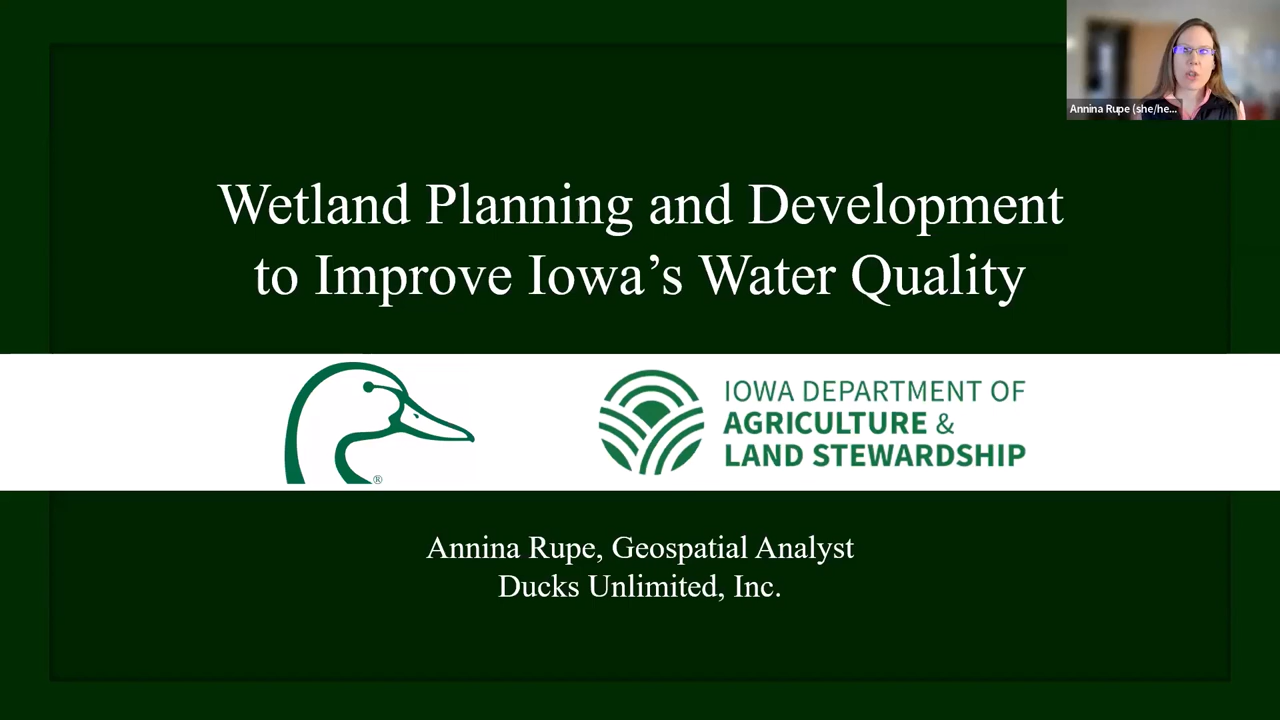 Annina Rupe (she/he...
Wetland Planning and Development
to Improve Iowa's Water Quality
®
IOWA DEPARTMENT OF
AGRICULTURE &
LAND STEWARDSHIP
Annina Rupe, Geospatial Analyst
Ducks Unlimited, Inc.